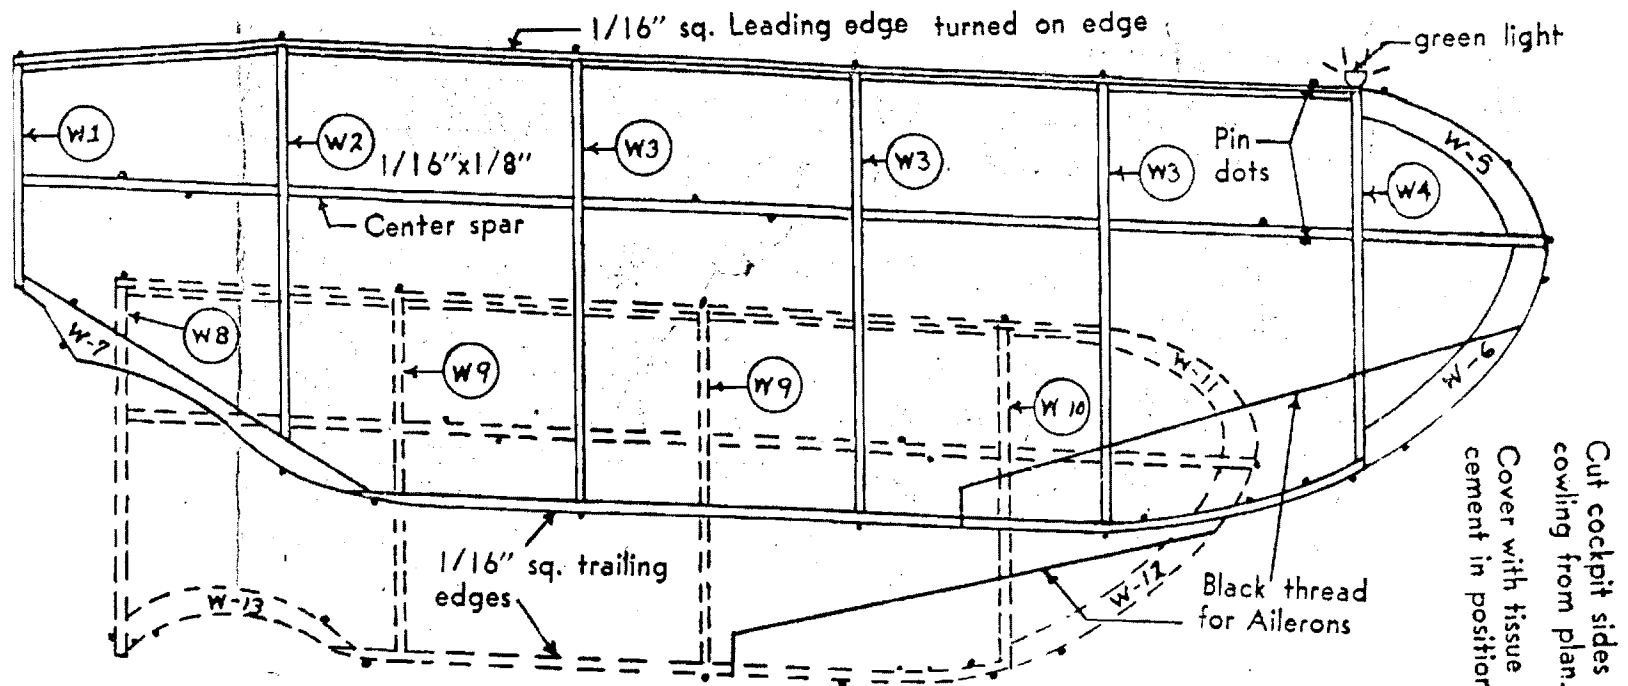 1/16" sq. Leading edge turned on edge
green light
W1
W2
W3
W3
W3
W4
Pin
dots
W-5
1/16"x1/8"
Center spar
W-7
W8
W9
W9
W10
W-11
W-6
W-12
W-13
1/16" sq. trailing
edges
Black thread
for Ailerons
Cut cockpit sides
cowling from plan.
Cover with tissue
cement in position